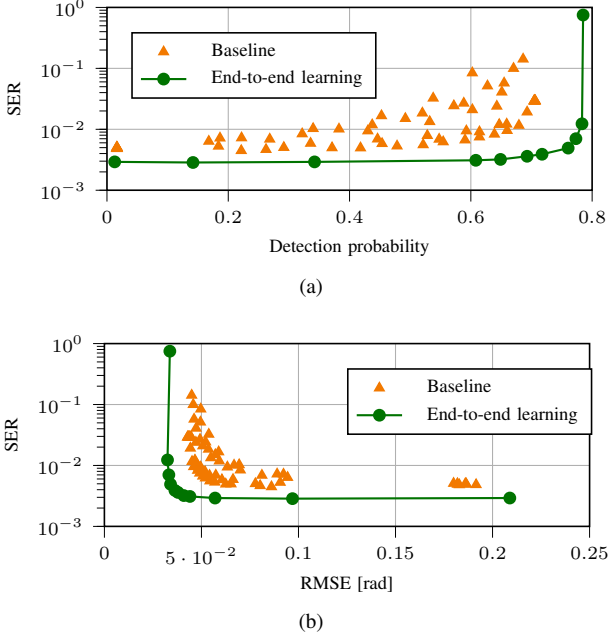 10^0
10^−1
10^−2
10^−3
SER
Baseline
End-to-end learning
0 0.2 0.4 0.6 0.8
Detection probability
(a)
10^0
10^−1
10^−2
10^−3
SER
Baseline
End-to-end learning
0 5 · 10^−2 0.1 0.15 0.2 0.25
RMSE [rad]
(b)